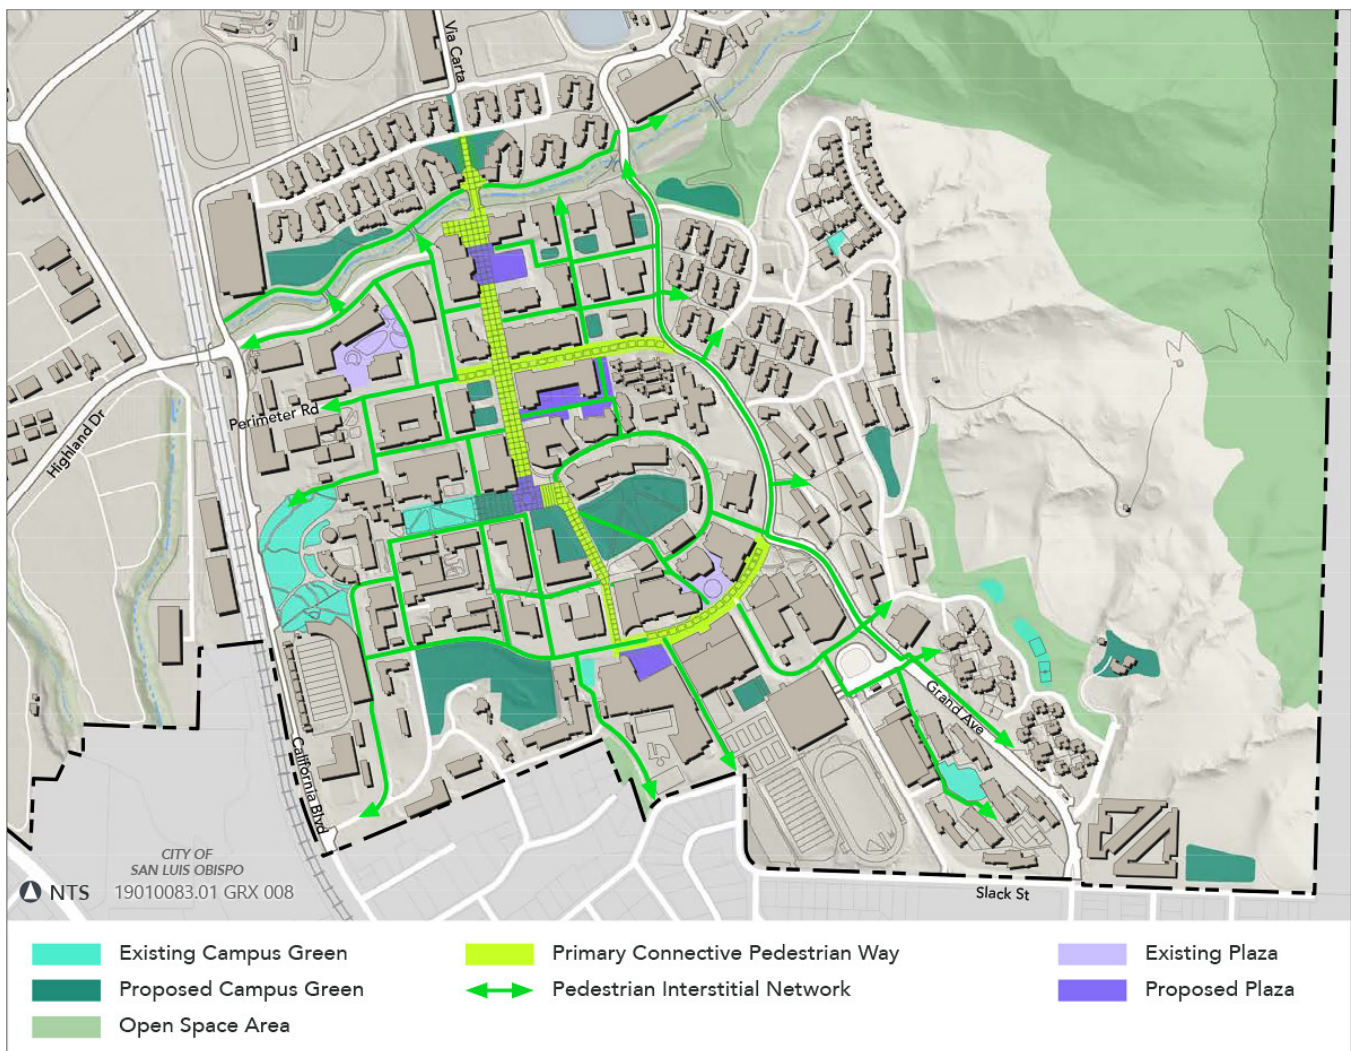 Via Carta
Perimeter Rd
Highland Dr
Grand Ave
California Blvd
CITY OF
SAN LUIS OBISPO
NTS
19010083.01 GRX 008
Slack St
Existing Campus Green
Primary Connective Pedestrian Way
Existing Plaza
Proposed Campus Green
Pedestrian Interstitial Network
Proposed Plaza
Open Space Area